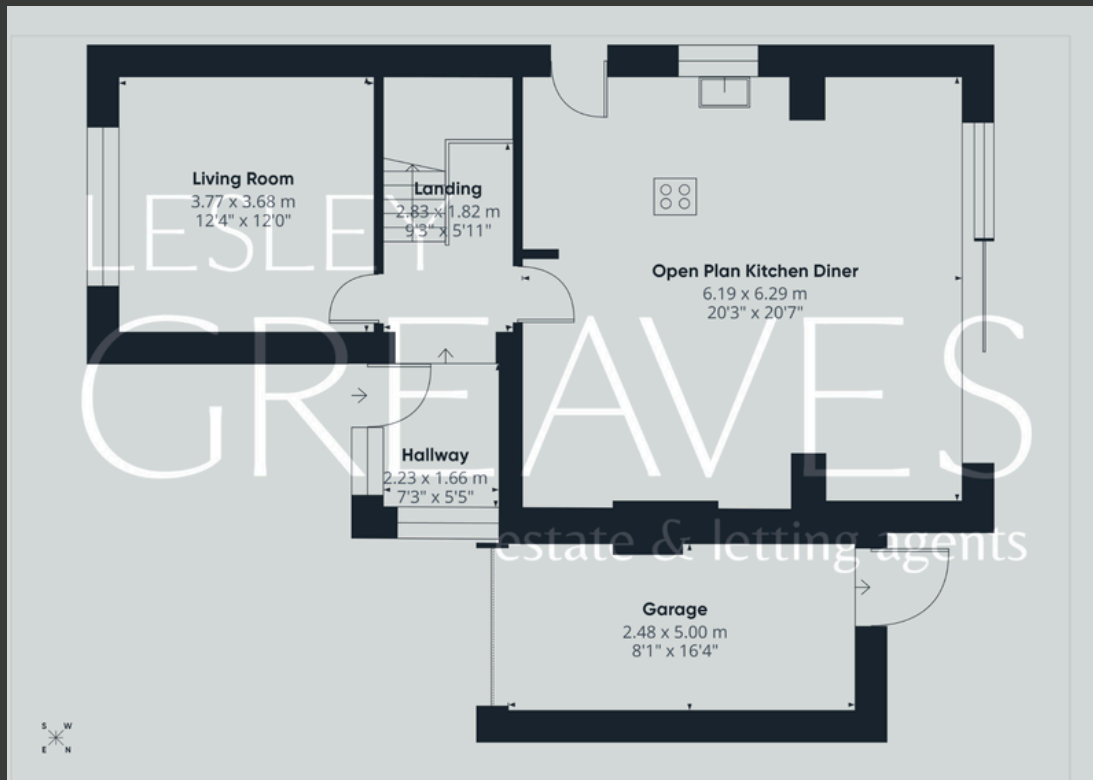 Living Room
3.77 x 3.68 m
12'4" x 12'0"
Landing
2.83 x 1.82 m
9'3" x 5'11"
LESLEY
Open Plan Kitchen Diner
6.19 x 6.29 m
20'3" x 20'7"
GREAVES
Hallway
2.23 x 1.66 m
7'3" x 5'5"
estate & letting agents
Garage
2.48 x 5.00 m
8'1" x 16'4"
S W
E N